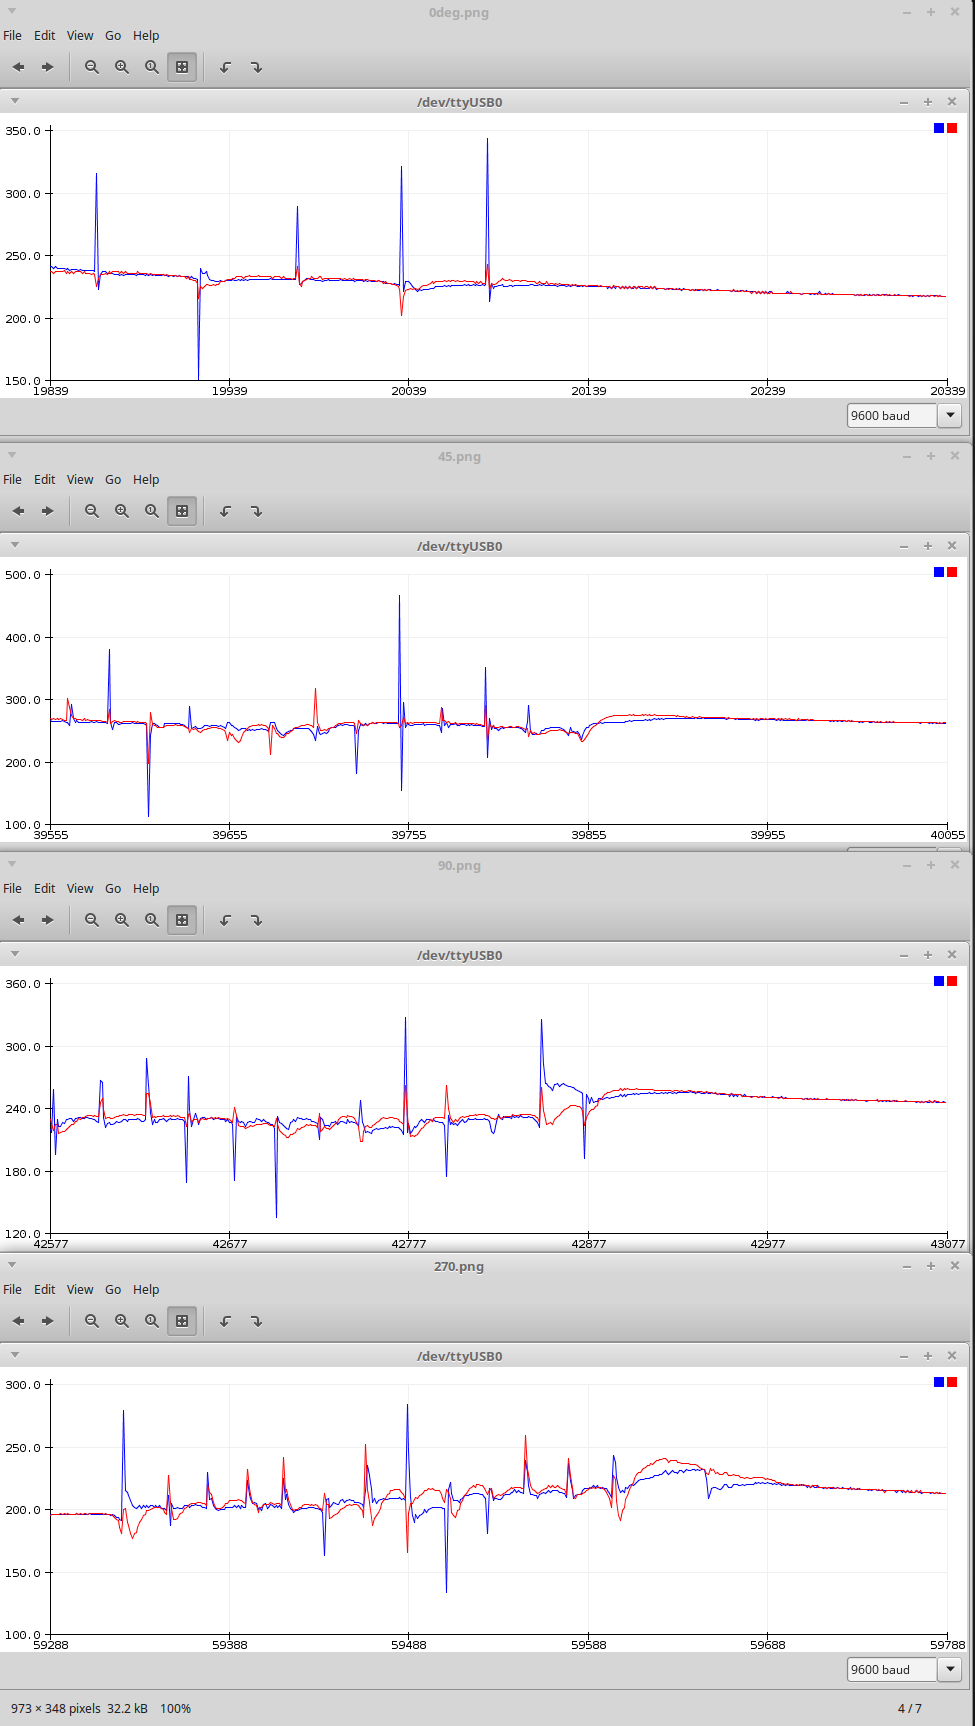 0deg.png
File Edit View Go Help
/dev/ttyUSB0
350.0
300.0
250.0
200.0
150.0
19839 19939 20039 20139 20239 20339
9600 baud
45.png
File Edit View Go Help
/dev/ttyUSB0
500.0
400.0
300.0
200.0
100.0
39555 39655 39755 39855 39955 40055
90.png
File Edit View Go Help
/dev/ttyUSB0
360.0
300.0
240.0
180.0
120.0
42577 42677 42777 42877 42977 43077
270.png
File Edit View Go Help
/dev/ttyUSB0
300.0
250.0
200.0
150.0
100.0
59288 59388 59488 59588 59688 59788
9600 baud
973 × 348 pixels 32.2 kB 100% 4 / 7